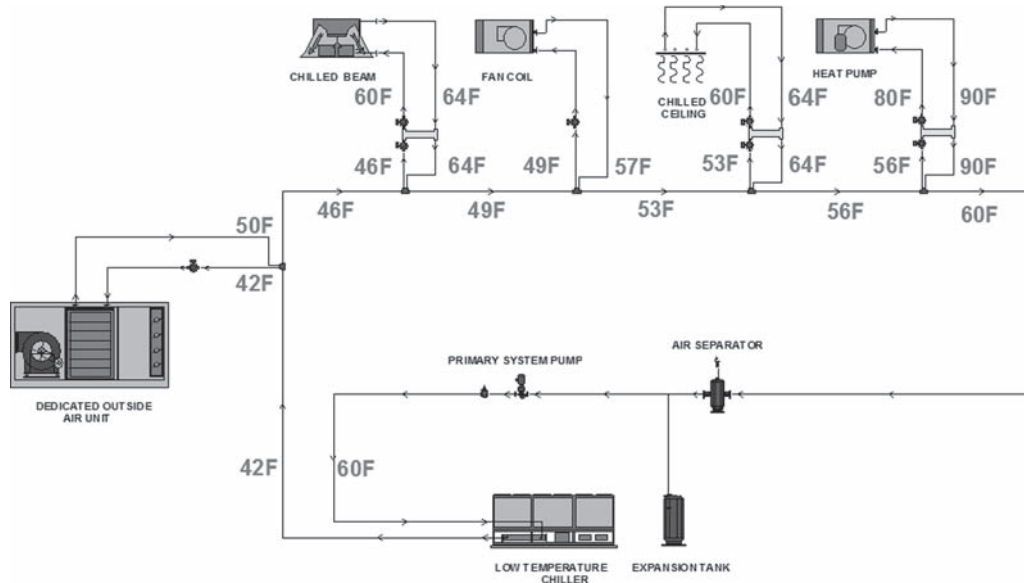 CHILLED BEAM
FAN COIL
CHILLED
CEILING
HEAT PUMP
60F
64F
60F
64F
80F
90F
46F
64F
49F
57F
53F
64F
56F
90F
46F
49F
53F
56F
60F
50F
42F
DEDICATED OUTSIDE
AIR UNIT
PRIMARY SYSTEM PUMP
AIR SEPARATOR
42F
60F
LOW TEMPERATURE
CHILLER
EXPANSION TANK